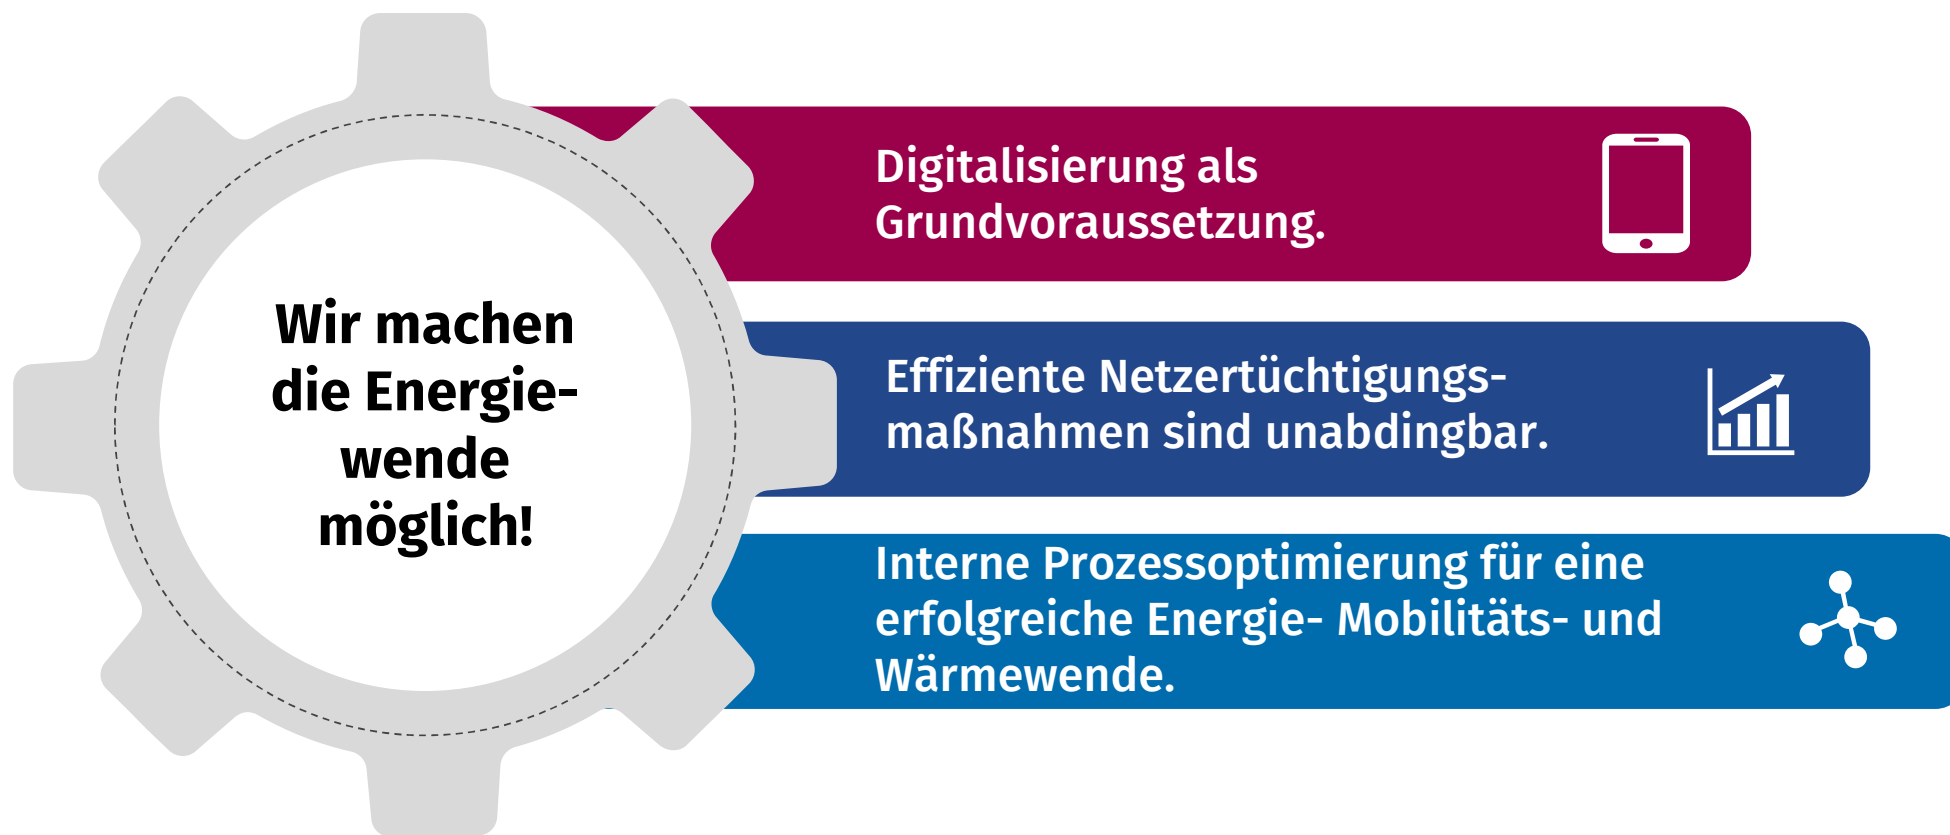 Wir machen
die Energie-
wende
möglich!
Digitalisierung als
Grundvoraussetzung.
Effiziente Netzertüchtigungs-
maßnahmen sind unabdingbar.
Interne Prozessoptimierung für eine
erfolgreiche Energie- Mobilitäts- und
Wärmewende.